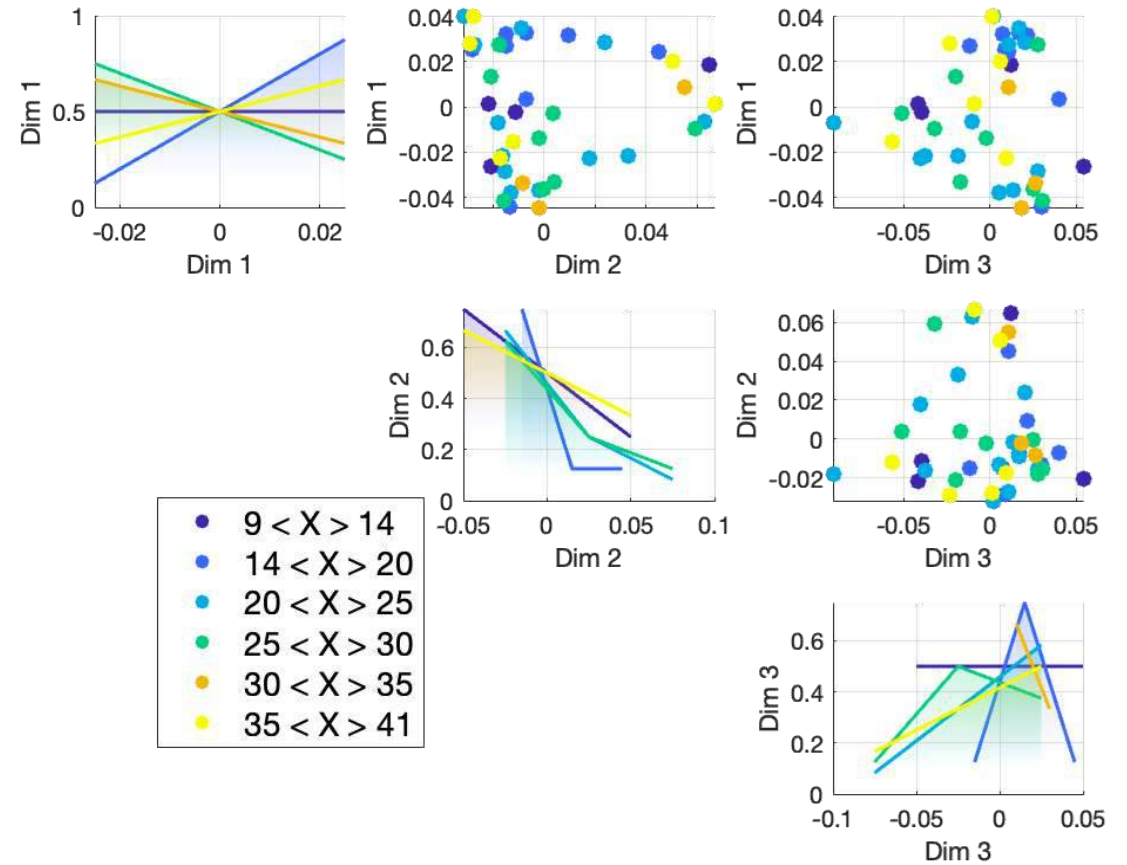 1
0.5
0
-0.02
0
0.02
Dim 1
Dim 1
0.04
0.02
0
-0.02
-0.04
0
0.04
Dim 1
Dim 2
0.04
0.02
0
-0.02
-0.04
-0.05
0
0.05
Dim 1
Dim 3
0.6
0.4
0.2
0
-0.05
0
0.05
0.1
Dim 2
Dim 2
0.06
0.04
0.02
0
-0.02
-0.05
0
0.05
Dim 2
Dim 3
9 < X > 14
14 < X > 20
20 < X > 25
25 < X > 30
30 < X > 35
35 < X > 41
0.6
0.4
0.2
0
-0.1
-0.05
0
0.05
Dim 3
Dim 3